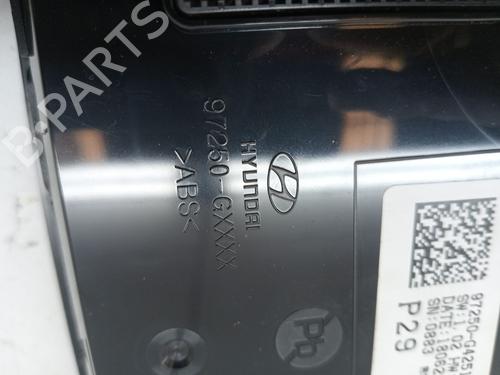 B-PARTS
HYUNDAI
97250-GXXXX
>ABS<
Pb
97250-G4251
SW:1.02 HW
DATE:18062
SN:0883
P29